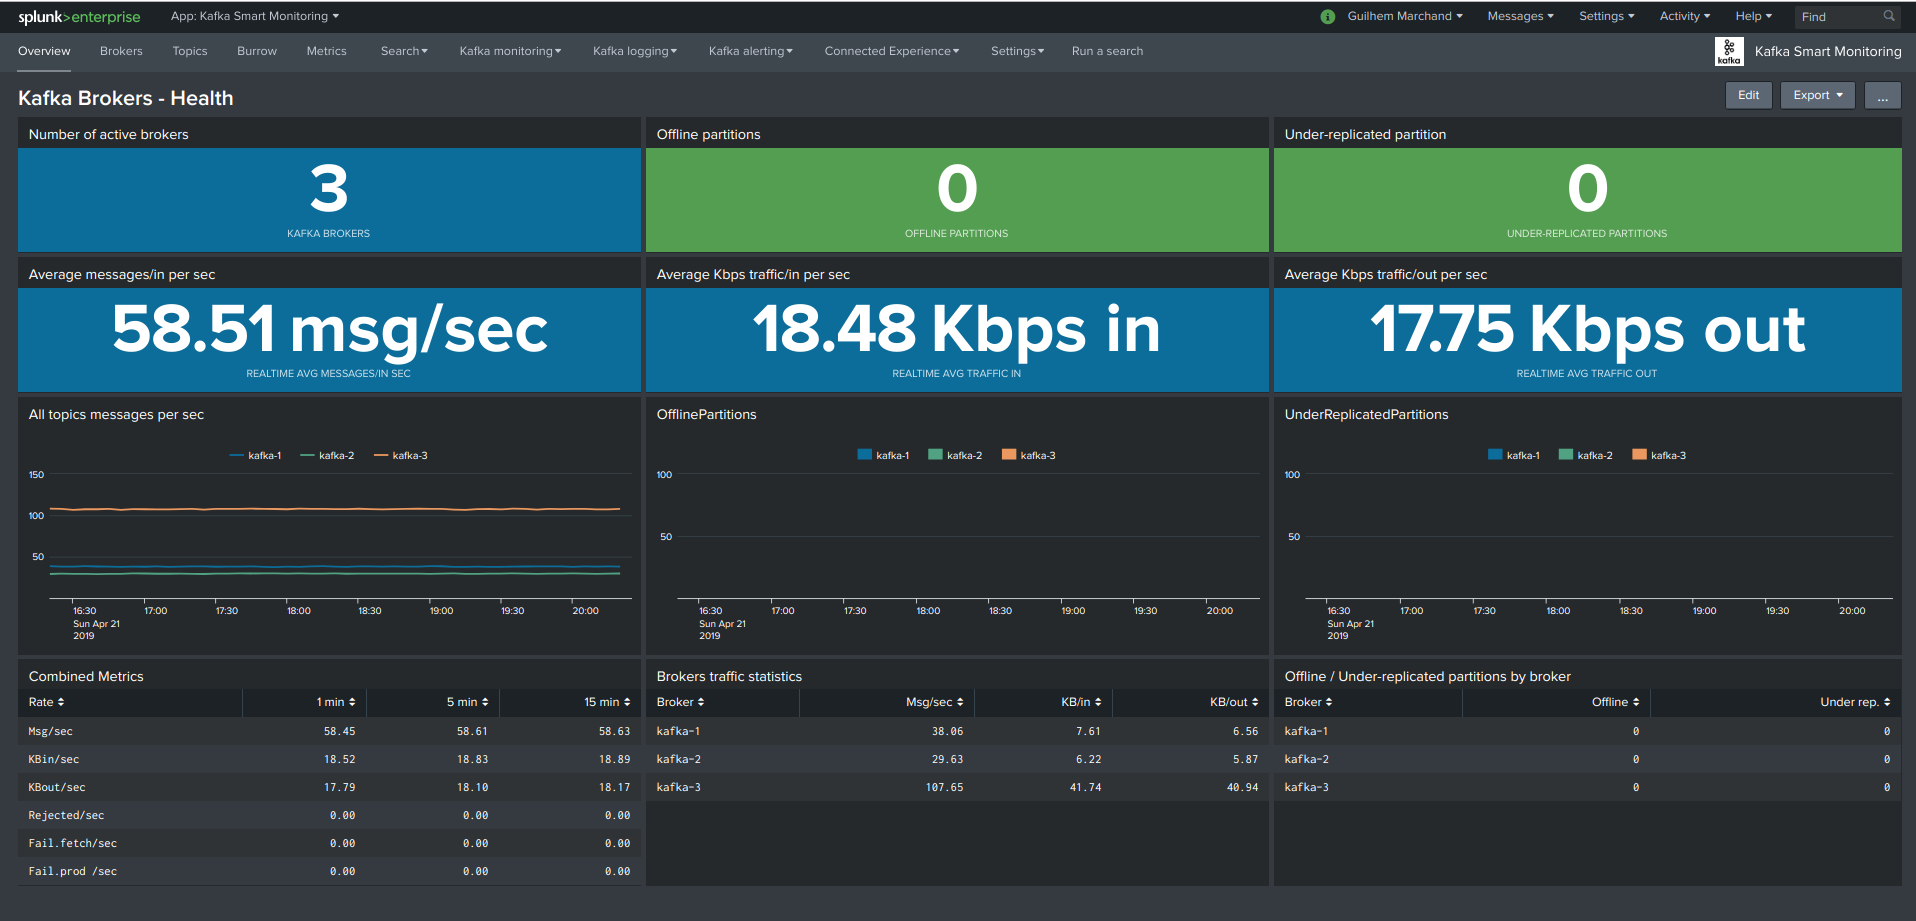 splunk>enterprise App: Kafka Smart Monitoring i Guilhem Marchand Messages Settings Activity Help Find
Overview Brokers Topics Burrow Metrics Search Kafka monitoring Kafka logging Kafka alerting Connected Experience Settings Run a search kafka Kafka Smart Monitoring
Kafka Brokers - Health Edit Export ...
Number of active brokers
3
KAFKA BROKERS
Offline partitions
0
OFFLINE PARTITIONS
Under-replicated partition
0
UNDER-REPLICATED PARTITIONS
Average messages/in per sec
58.51 msg/sec
REALTIME AVG MESSAGES/IN SEC
Average Kbps traffic/in per sec
18.48 Kbps in
REALTIME AVG TRAFFIC IN
Average Kbps traffic/out per sec
17.75 Kbps out
REALTIME AVG TRAFFIC OUT
All topics messages per sec
kafka-1 kafka-2 kafka-3
150
100
50
16:30 17:00 17:30 18:00 18:30 19:00 19:30 20:00
Sun Apr 21
2019
OfflinePartitions
kafka-1 kafka-2 kafka-3
100
50
16:30 17:00 17:30 18:00 18:30 19:00 19:30 20:00
Sun Apr 21
2019
UnderReplicatedPartitions
kafka-1 kafka-2 kafka-3
100
50
16:30 17:00 17:30 18:00 18:30 19:00 19:30 20:00
Sun Apr 21
2019
Combined Metrics
Rate 1 min 5 min 15 min
Msg/sec 58.45 58.61 58.63
KBin/sec 18.52 18.83 18.89
KBout/sec 17.79 18.10 18.17
Rejected/sec 0.00 0.00 0.00
Fail.fetch/sec 0.00 0.00 0.00
Fail.prod /sec 0.00 0.00 0.00
Brokers traffic statistics
Broker Msg/sec KB/in KB/out
kafka-1 38.06 7.61 6.56
kafka-2 29.63 6.22 5.87
kafka-3 107.65 41.74 40.94
Offline / Under-replicated partitions by broker
Broker Offline Under rep.
kafka-1 0 0
kafka-2 0 0
kafka-3 0 0